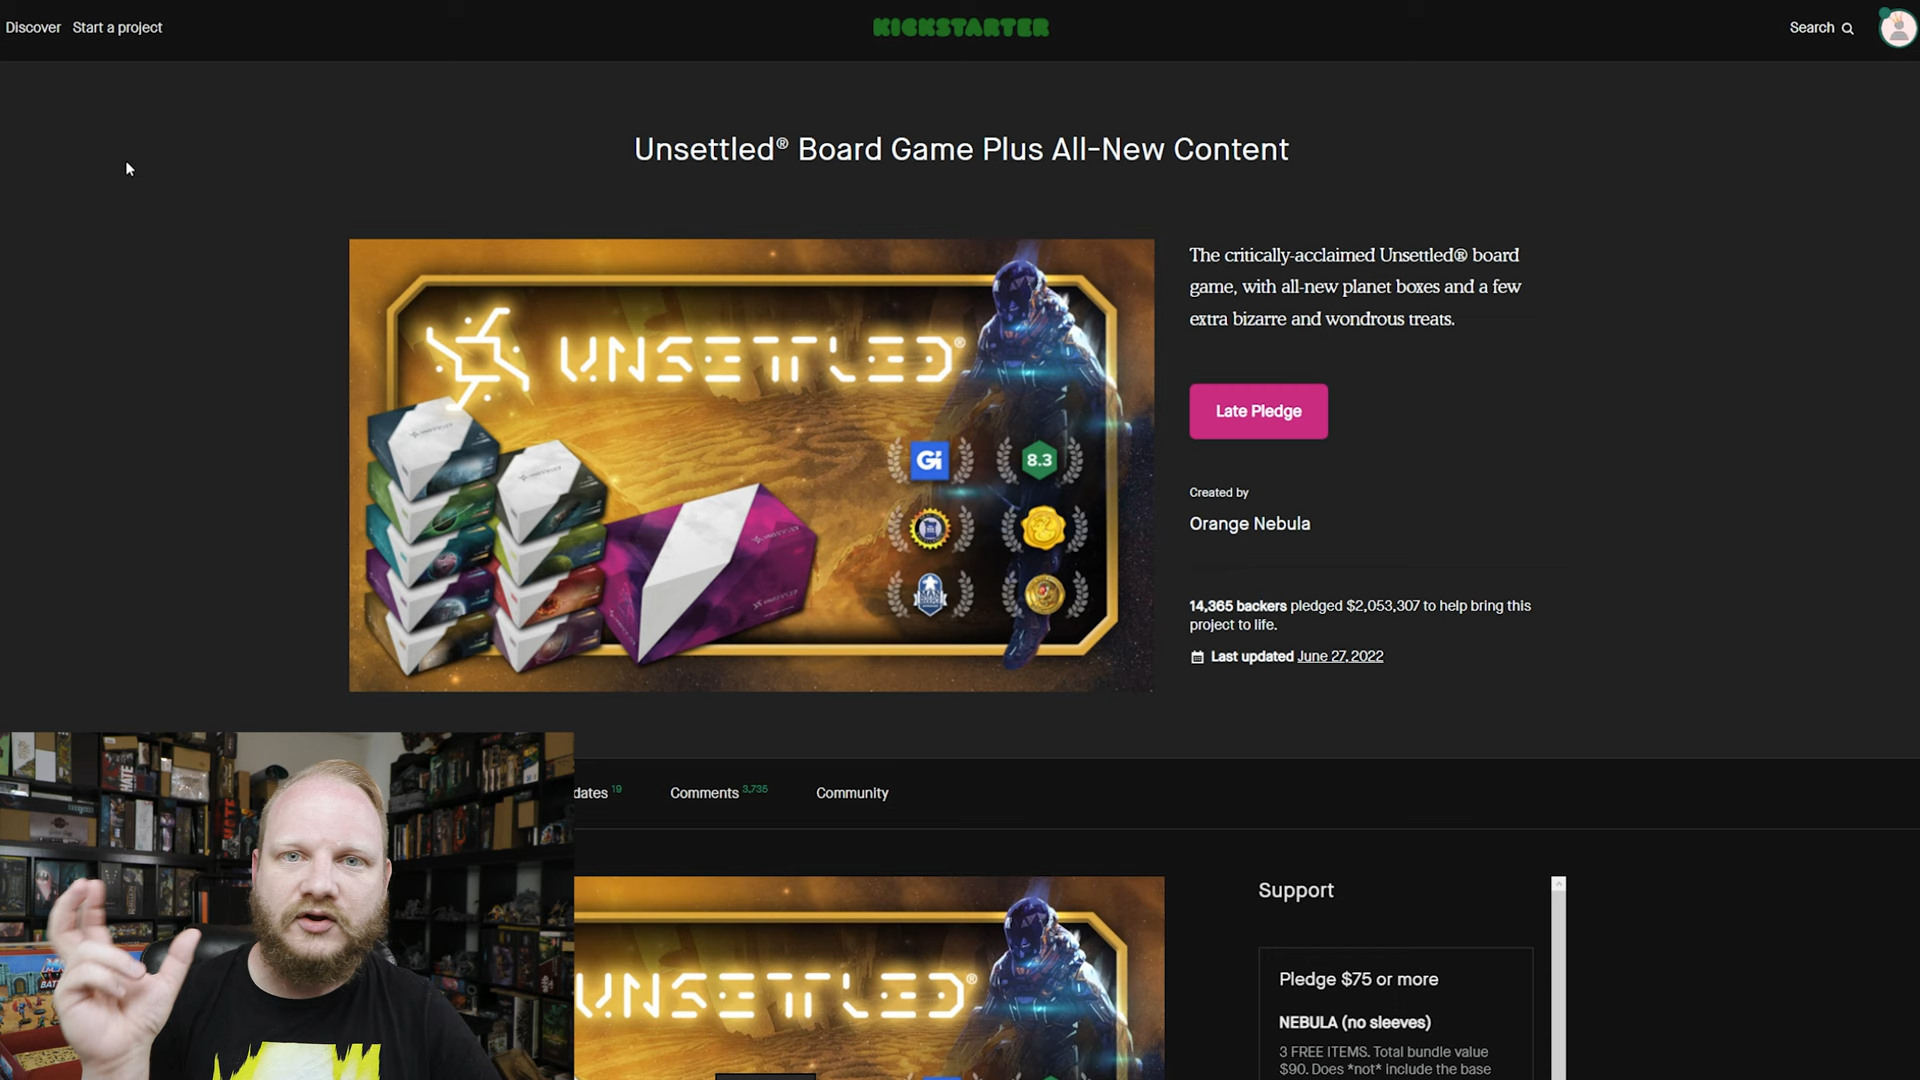 Discover Start a project
KICKSTARTER
Search
Unsettled® Board Game Plus All-New Content
UNSETTLED®
Gi
8.3
The critically-acclaimed Unsettled® board
game, with all-new planet boxes and a few
extra bizarre and wondrous treats.
Late Pledge
Created by
Orange Nebula
14,365 backers pledged $2,053,307 to help bring this
project to life.
Last updated June 27, 2022
dates 19
Comments 3,735
Community
HATE
HATE
UNSETTLED®
Support
Pledge $75 or more
NEBULA (no sleeves)
3 FREE ITEMS. Total bundle value
$90. Does *not* include the base